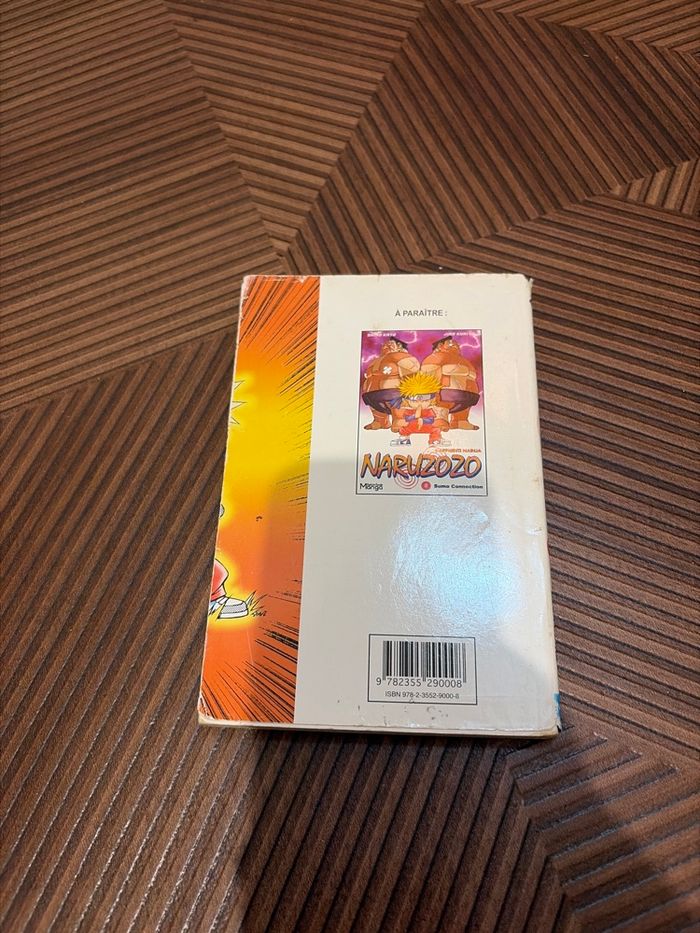 À PARAÎTRE :
NARUZOZO
Manga
Sumo Connection
9 782355 290008
ISBN 978-2-3552-9000-8